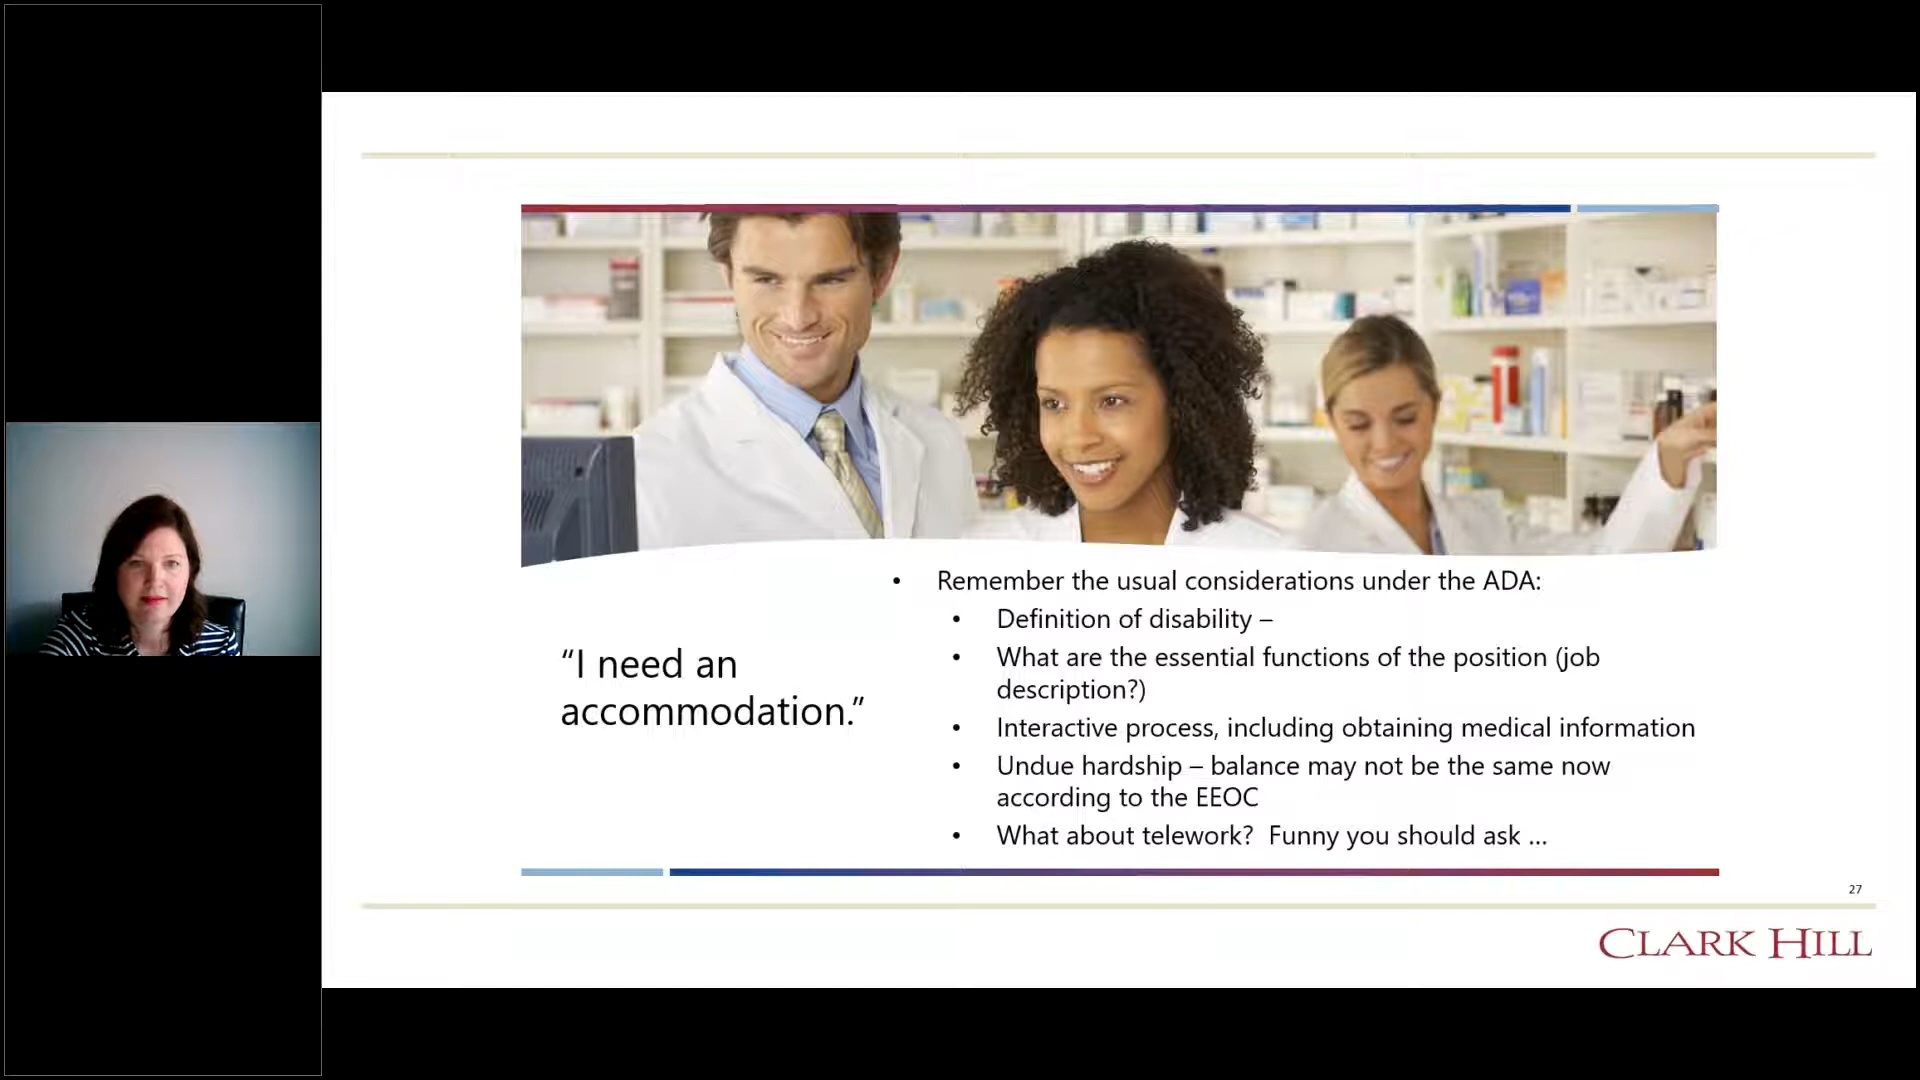 “I need an
accommodation.”
• Remember the usual considerations under the ADA:
• Definition of disability –
• What are the essential functions of the position (job
description?)
• Interactive process, including obtaining medical information
• Undue hardship – balance may not be the same now
according to the EEOC
• What about telework?  Funny you should ask ...
27
CLARK HILL